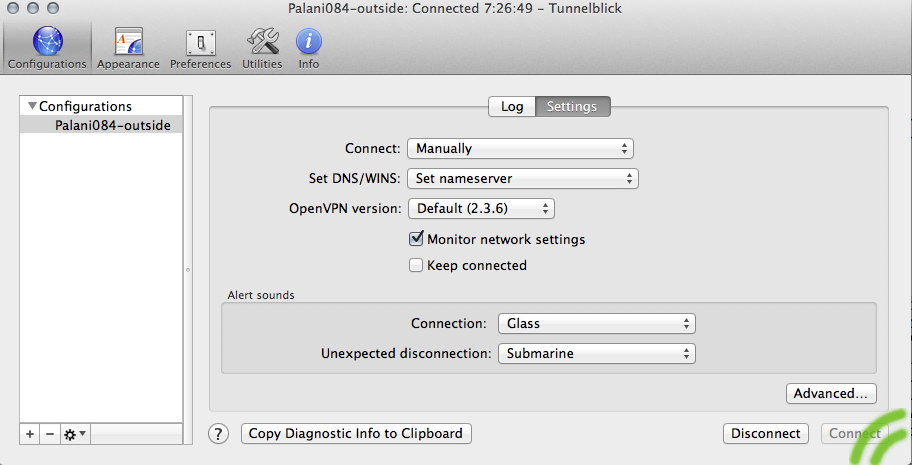 Palani084-outside: Connected 7:26:49 – Tunnelblick
Configurations Appearance Preferences Utilities Info
Configurations
Palani084-outside
Log Settings
Connect: Manually
Set DNS/WINS: Set nameserver
OpenVPN version: Default (2.3.6)
Monitor network settings
Keep connected
Alert sounds
Connection: Glass
Unexpected disconnection: Submarine
Advanced...
+ − ? Copy Diagnostic Info to Clipboard Disconnect Connect